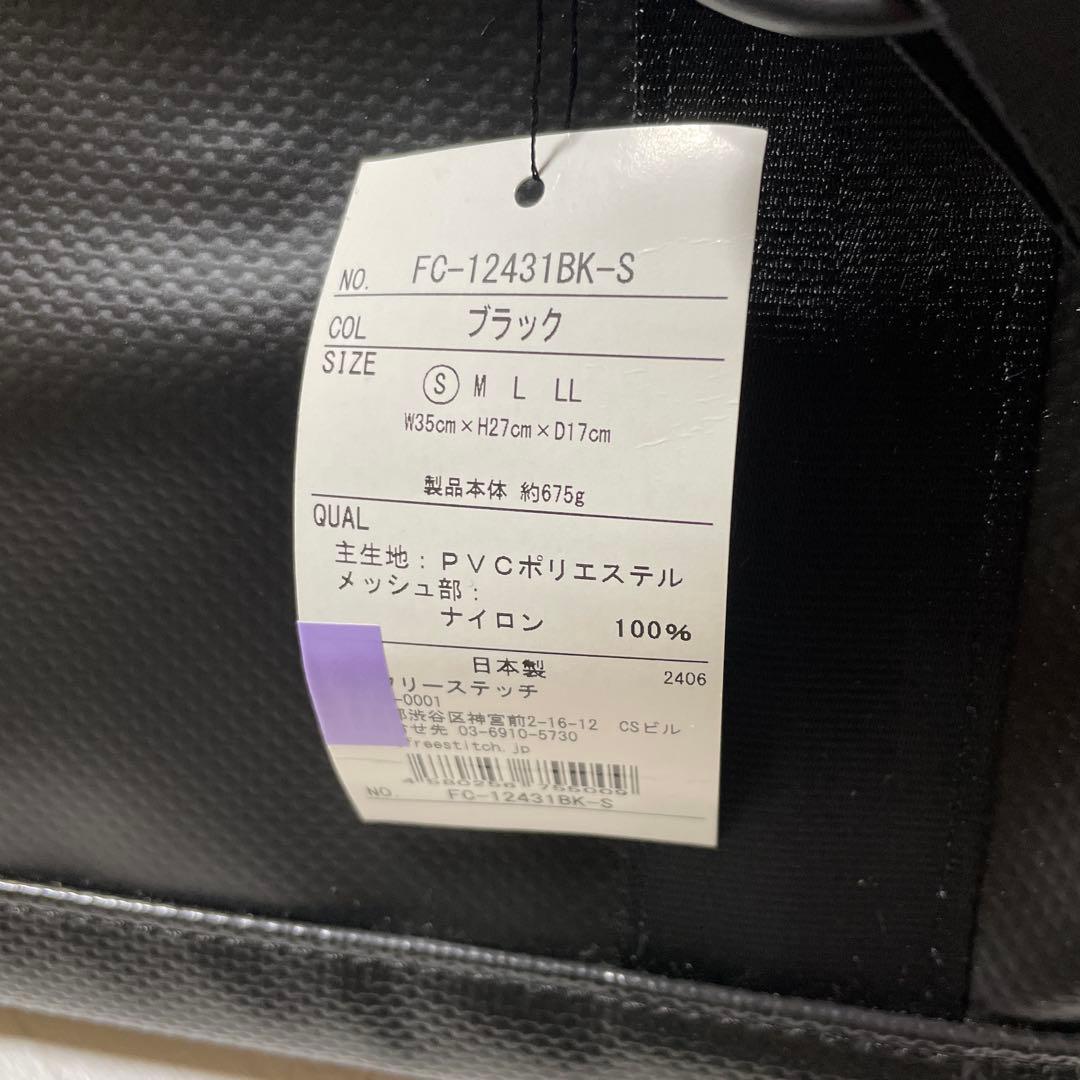 NO. FC-12431BK-S
COL ブラック
SIZE
Ⓢ M L LL
W35cm×H27cm×D17cm
製品本体 約675g
QUAL
主生地：PVCポリエステル
メッシュ部：
ナイロン 100%
日本製 2406
リーステッチ
-0001
渋谷区神宮前2-16-12 CSビル
せ先 03-6910-5730
freestitch.jp
NO. FC-12431BK-S